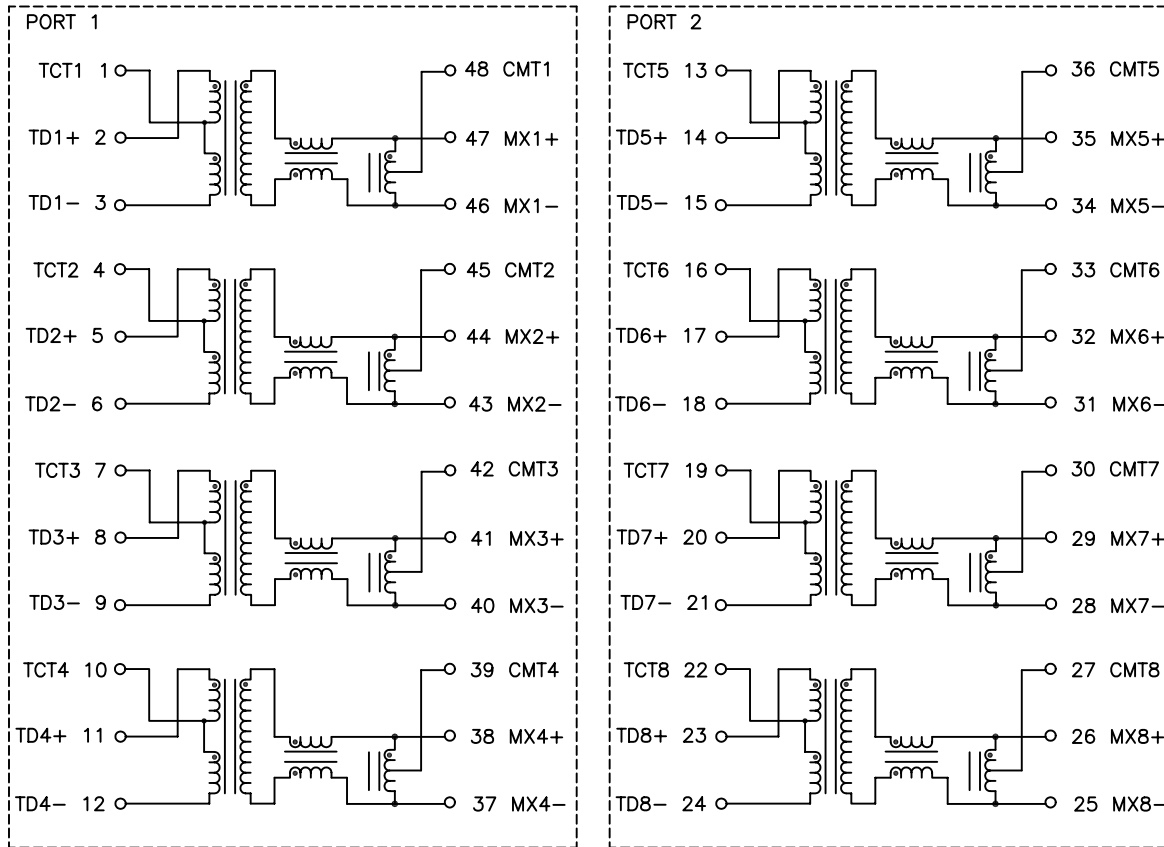 PORT 1
TCT1 1 48 CMT1
TD1+ 2 47 MX1+
TD1− 3 46 MX1−
TCT2 4 45 CMT2
TD2+ 5 44 MX2+
TD2− 6 43 MX2−
TCT3 7 42 CMT3
TD3+ 8 41 MX3+
TD3− 9 40 MX3−
TCT4 10 39 CMT4
TD4+ 11 38 MX4+
TD4− 12 37 MX4−
PORT 2
TCT5 13 36 CMT5
TD5+ 14 35 MX5+
TD5− 15 34 MX5−
TCT6 16 33 CMT6
TD6+ 17 32 MX6+
TD6− 18 31 MX6−
TCT7 19 30 CMT7
TD7+ 20 29 MX7+
TD7− 21 28 MX7−
TCT8 22 27 CMT8
TD8+ 23 26 MX8+
TD8− 24 25 MX8−